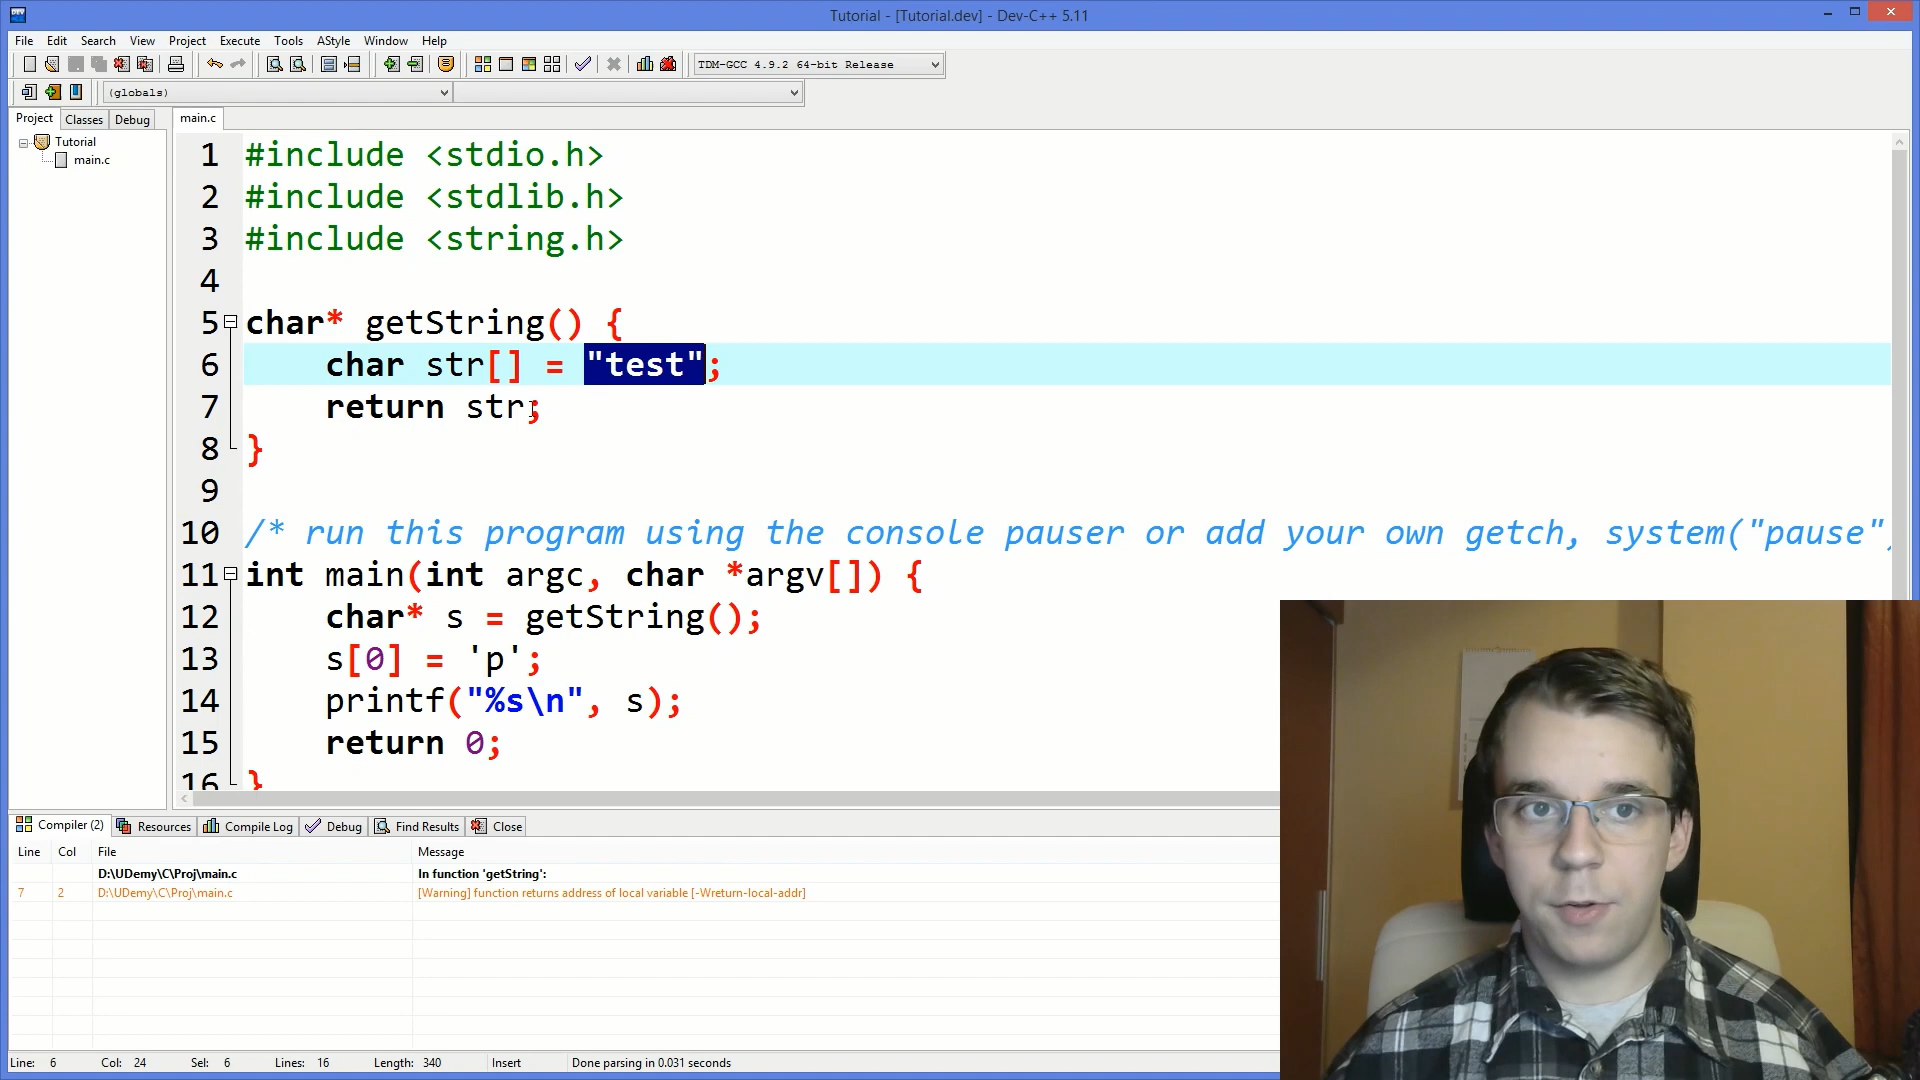 Tutorial - [Tutorial.dev] - Dev-C++ 5.11
File Edit Search View Project Execute Tools AStyle Window Help
TDM-GCC 4.9.2 64-bit Release
(globals)
Project Classes Debug
main.c
Tutorial
main.c
1 #include <stdio.h>
2 #include <stdlib.h>
3 #include <string.h>
4
5 char* getString() {
6 char str[] = "test";
7 return str;
8 }
9
10 /* run this program using the console pauser or add your own getch, system("pause")
11 int main(int argc, char *argv[]) {
12 char* s = getString();
13 s[0] = 'p';
14 printf("%s\n", s);
15 return 0;
16 }
Compiler (2) Resources Compile Log Debug Find Results Close
Line Col File Message
D:\UDemy\C\Proj\main.c In function 'getString':
7 2 D:\UDemy\C\Proj\main.c [Warning] function returns address of local variable [-Wreturn-local-addr]
Line: 6 Col: 24 Sel: 6 Lines: 16 Length: 340 Insert Done parsing in 0.031 seconds